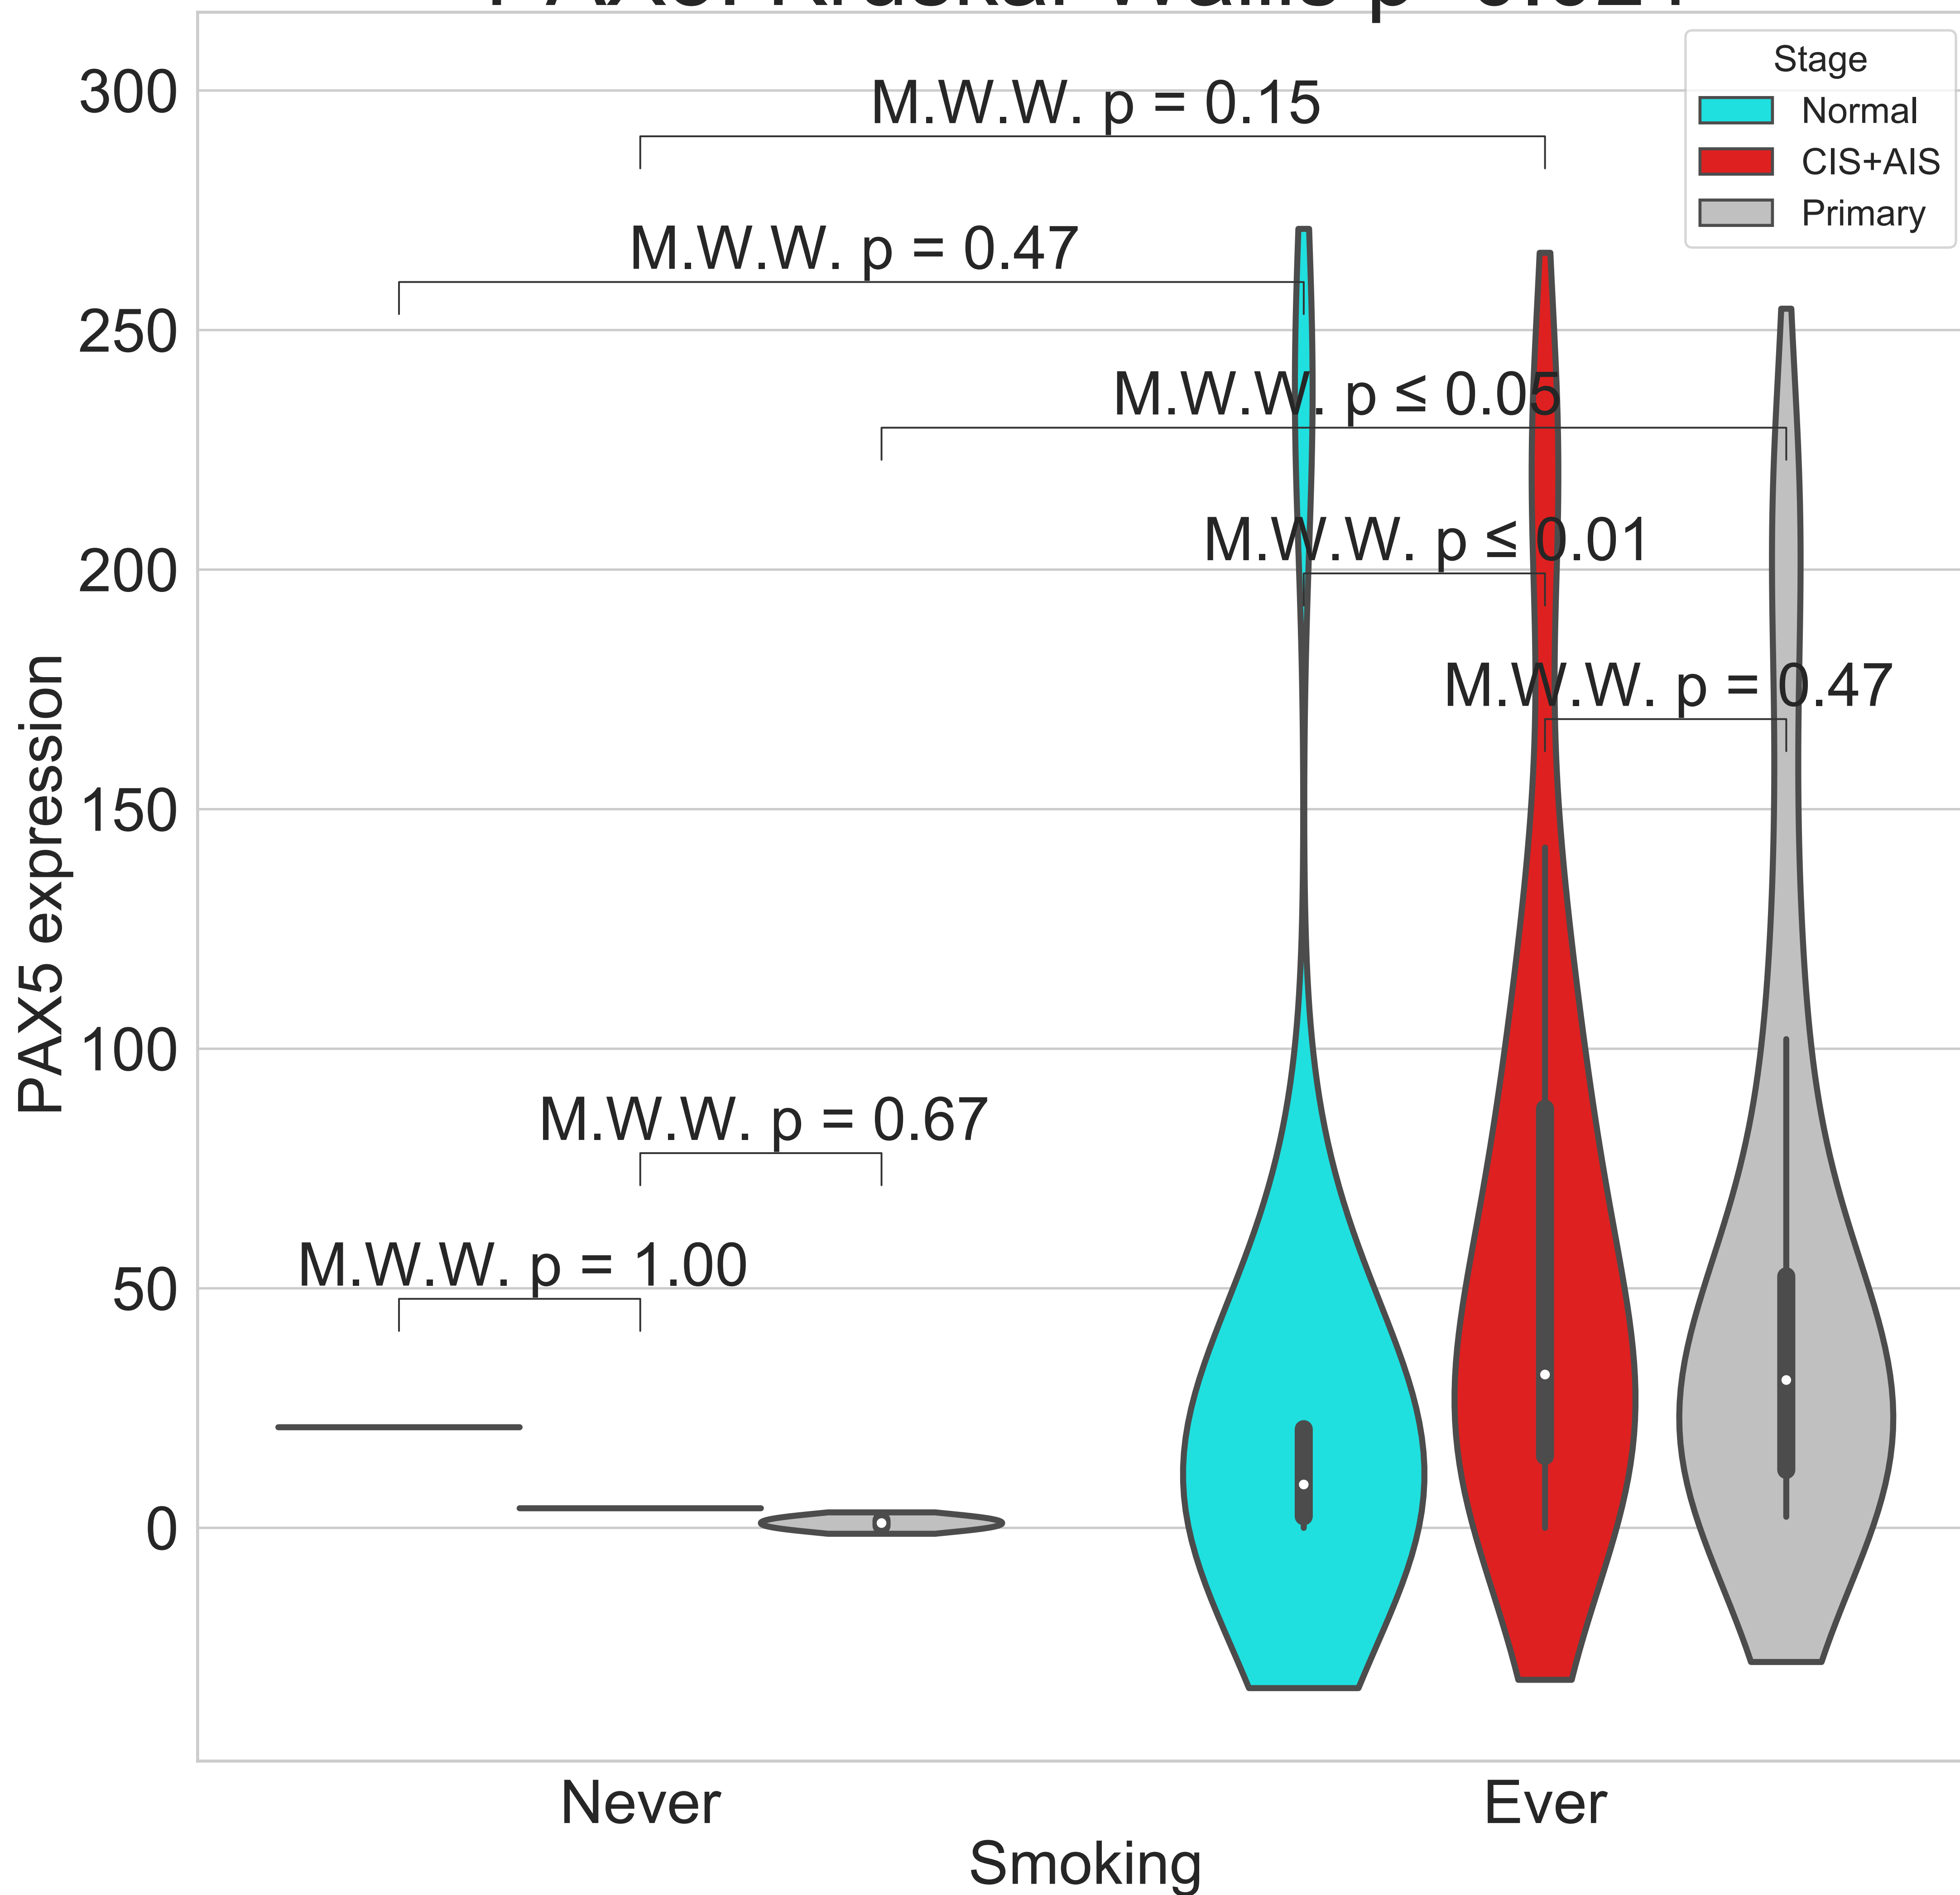 Stage
Normal
CIS+AIS
Primary
300
250
200
150
100
50
0
PAX5 expression
M.W.W. p = 0.15
M.W.W. p = 0.47
M.W.W. p ≤ 0.05
M.W.W. p ≤ 0.01
M.W.W. p = 0.47
M.W.W. p = 0.67
M.W.W. p = 1.00
Never
Ever
Smoking